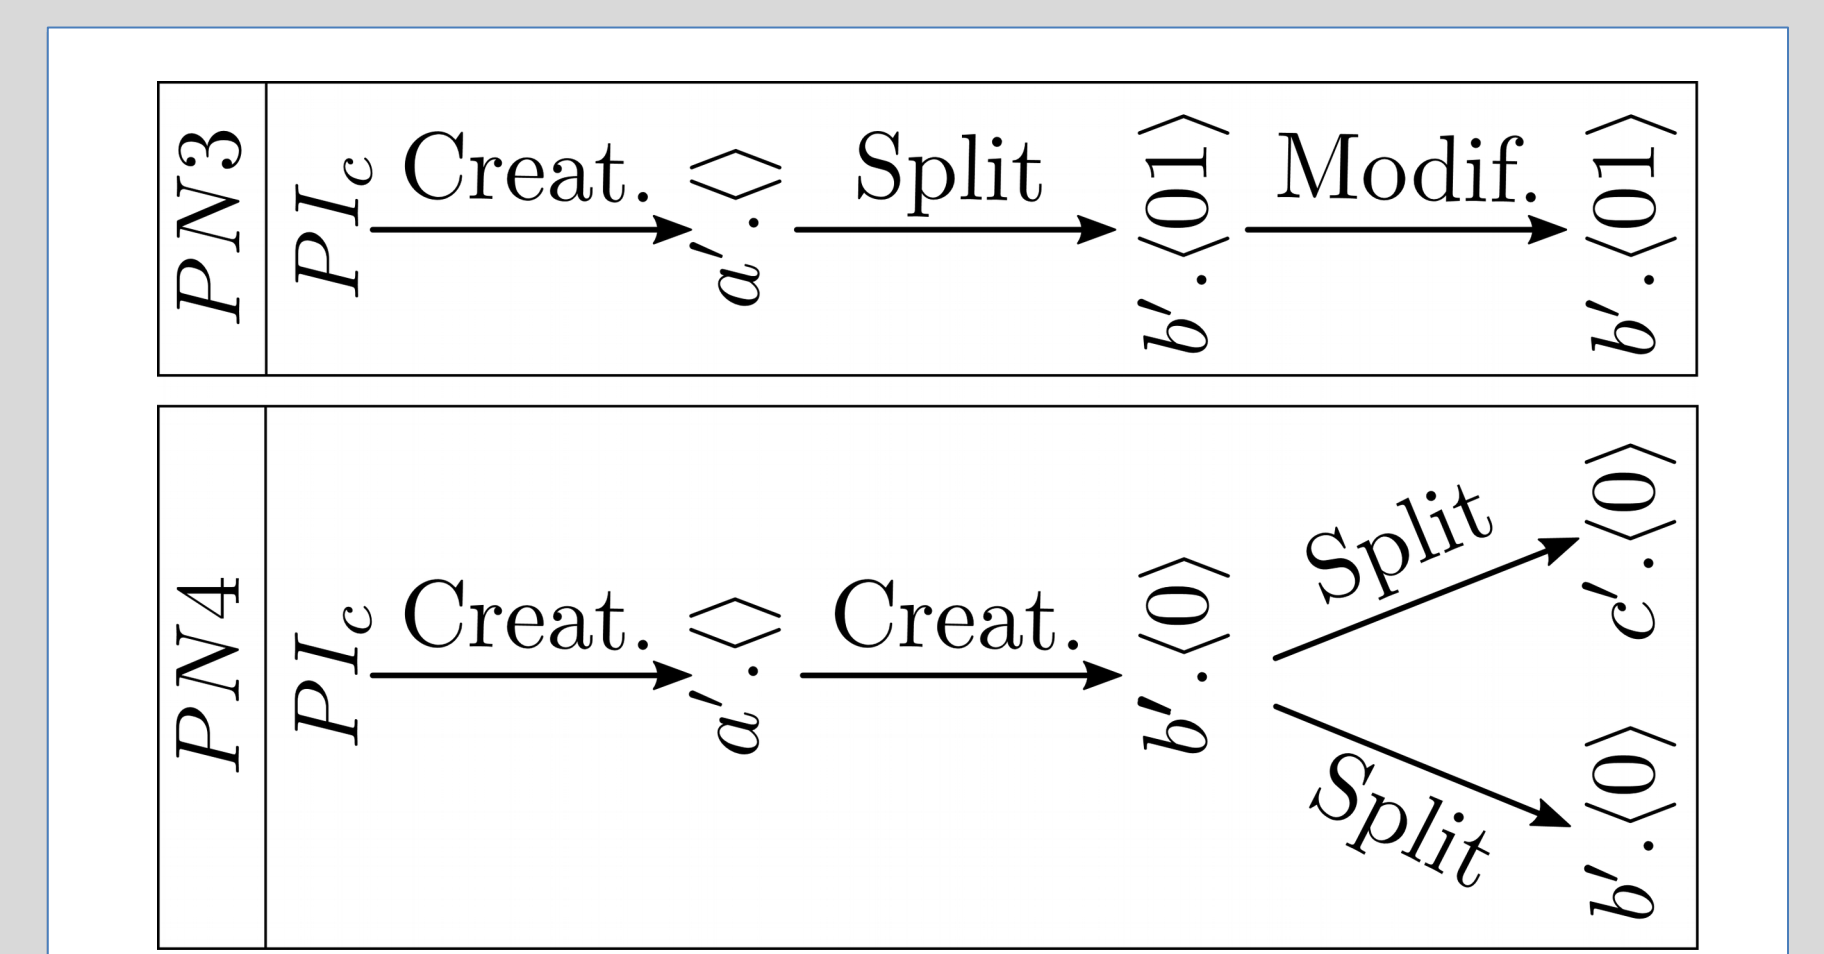 PN3
PI_c
Creat.
a′.⟨⟩
Split
b′.⟨01⟩
Modif.
b′.⟨01⟩
PN4
PI_c
Creat.
a′.⟨⟩
Creat.
b′.⟨0⟩
Split
c′.⟨0⟩
Split
b′.⟨0⟩